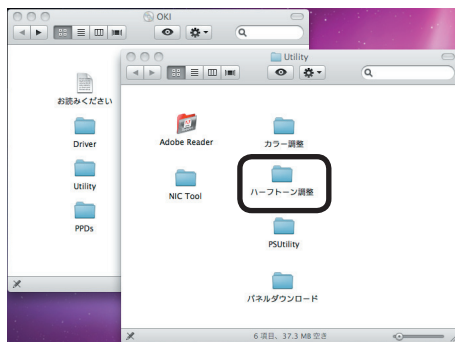 OKI
お読みください
Driver
Utility
PPDs
Utility
Adobe Reader
カラー調整
NIC Tool
ハーフトーン調整
PSUtility
パネルダウンロード
6 項目、37.3 MB 空き